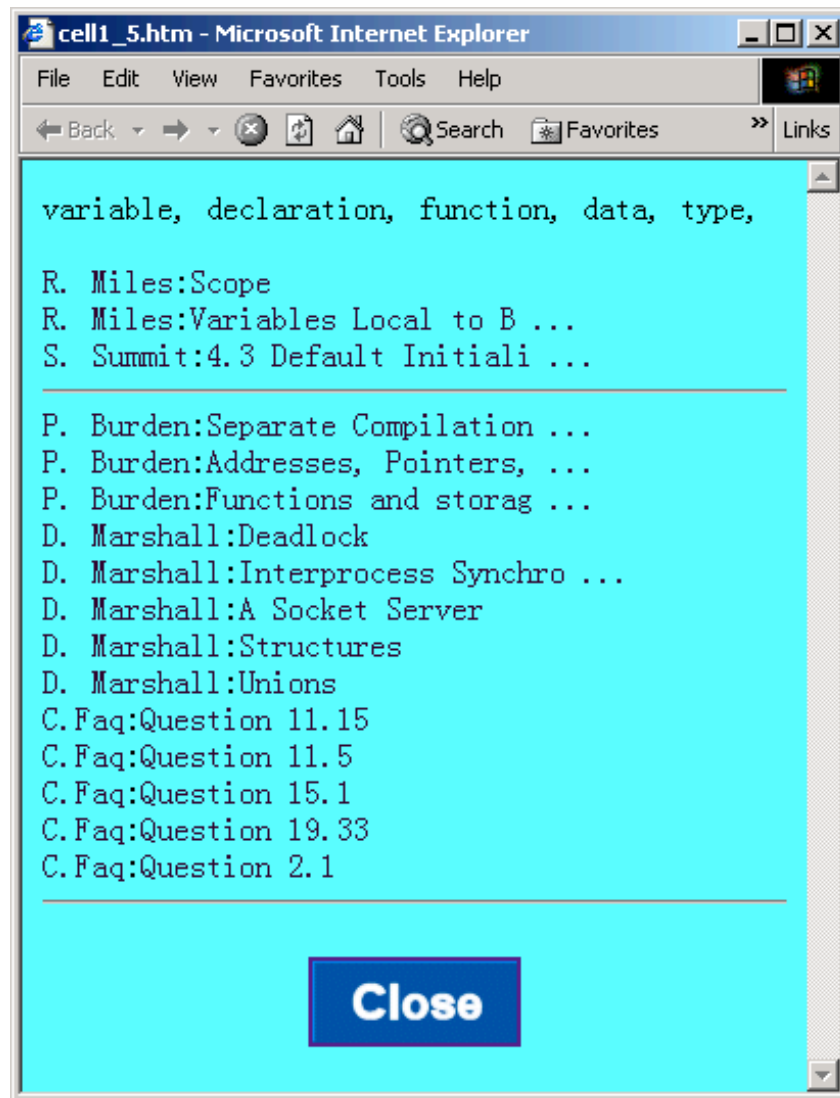 cell1_5.htm - Microsoft Internet Explorer
File Edit View Favorites Tools Help
Back Search Favorites » Links
variable, declaration, function, data, type,
R. Miles:Scope
R. Miles:Variables Local to B ...
S. Summit:4.3 Default Initiali ...
P. Burden:Separate Compilation ...
P. Burden:Addresses, Pointers, ...
P. Burden:Functions and storag ...
D. Marshall:Deadlock
D. Marshall:Interprocess Synchro ...
D. Marshall:A Socket Server
D. Marshall:Structures
D. Marshall:Unions
C.Faq:Question 11.15
C.Faq:Question 11.5
C.Faq:Question 15.1
C.Faq:Question 19.33
C.Faq:Question 2.1
Close